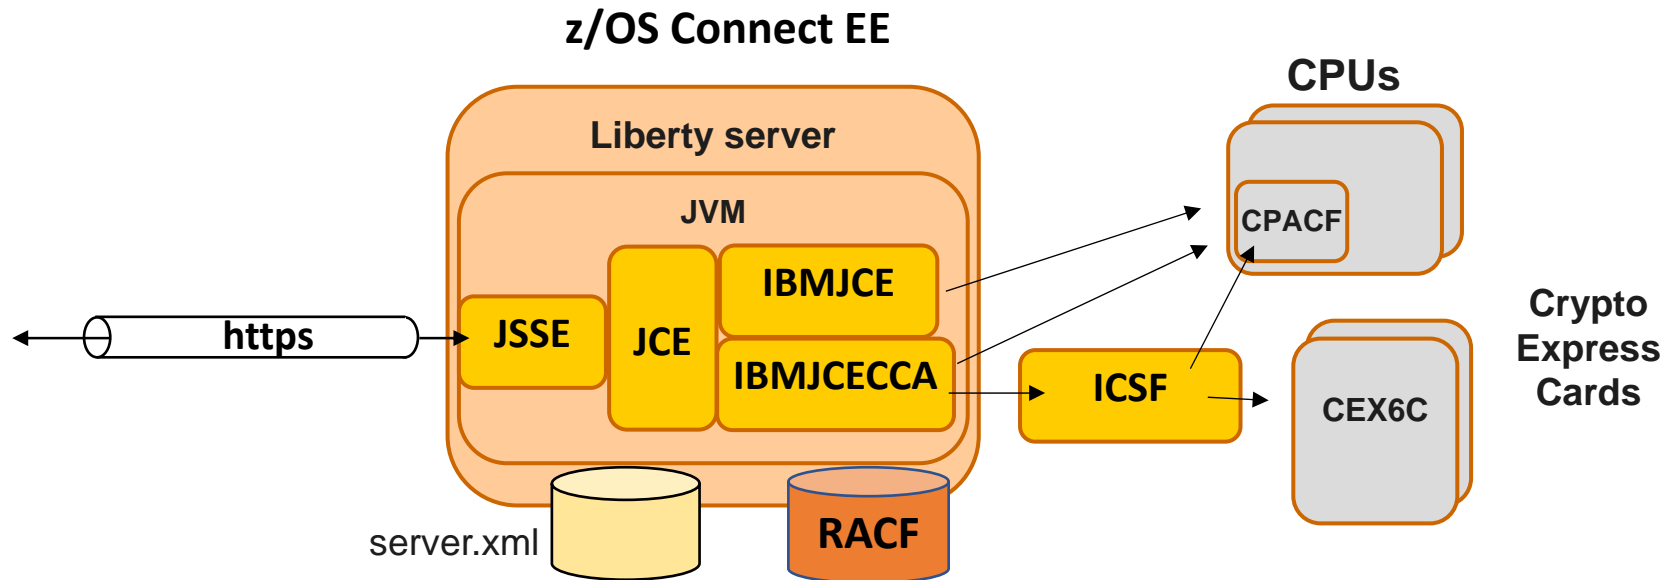 z/OS Connect EE
CPUs
Liberty server
JVM
CPACF
IBMJCE
https
JSSE
JCE
IBMJCECCA
ICSF
Crypto
Express
Cards
CEX6C
server.xml
RACF